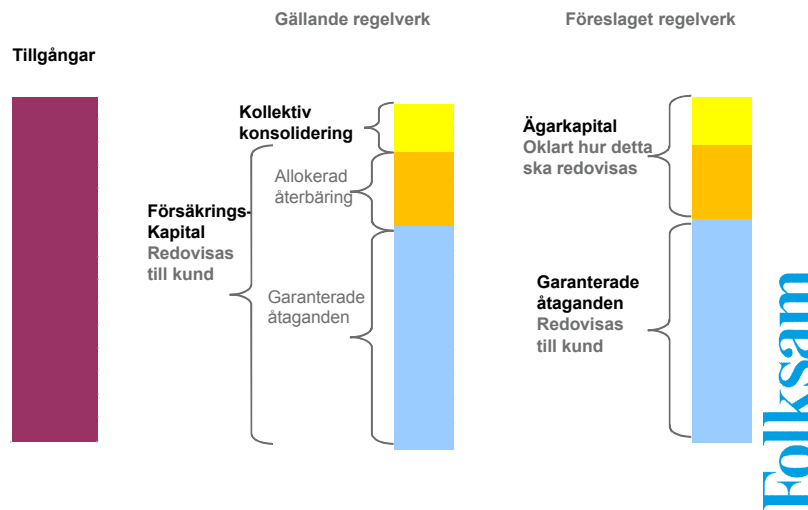 Gällande regelverk
Föreslaget regelverk
Tillgångar
Kollektiv
konsolidering
Allokerad
återbäring
Försäkrings-
Kapital
Redovisas
till kund
Garanterade
åtaganden
Ägarkapital
Oklart hur detta
ska redovisas
Garanterade
åtaganden
Redovisas
till kund
Folksam